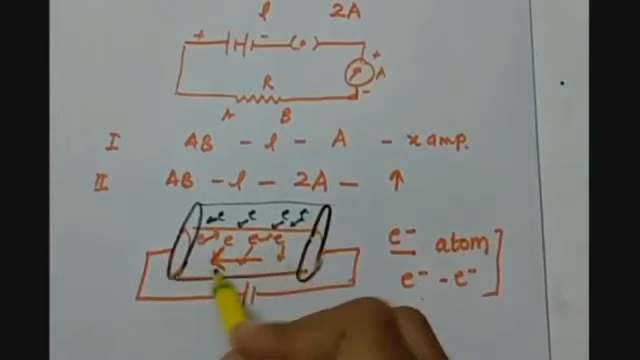 l 2A
+ -
+
A
R -
A B
I AB - l - A - x amp.
II AB - l - 2A - ↑
e e e e
e e e e e⁻ atom
e⁻ - e⁻